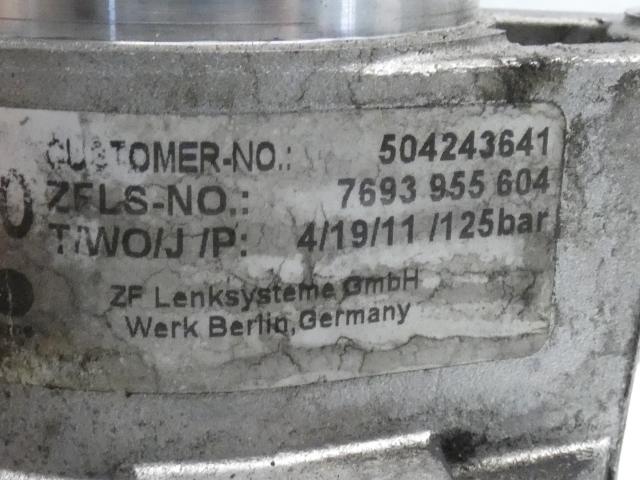 CUSTOMER-NO.: 504243641
ZFLS-NO.: 7693 955 604
T/WO/J /P: 4/19/11 /125bar
ZF Lenksysteme GmbH
Werk Berlin,Germany